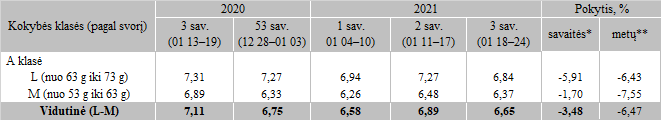 Kokybės klasės (pagal svorį) 2020 2021 Pokytis, %
3 sav. (01 13–19) 53 sav. (12 28–01 03) 1 sav. (01 04–10) 2 sav. (01 11–17) 3 sav. (01 18–24) savaitės* metų**
A klasė
L (nuo 63 g iki 73 g) 7,31 7,27 6,94 7,27 6,84 -5,91 -6,43
M (nuo 53 g iki 63 g) 6,89 6,33 6,26 6,48 6,37 -1,70 -7,55
Vidutinė (L-M) 7,11 6,75 6,58 6,89 6,65 -3,48 -6,47